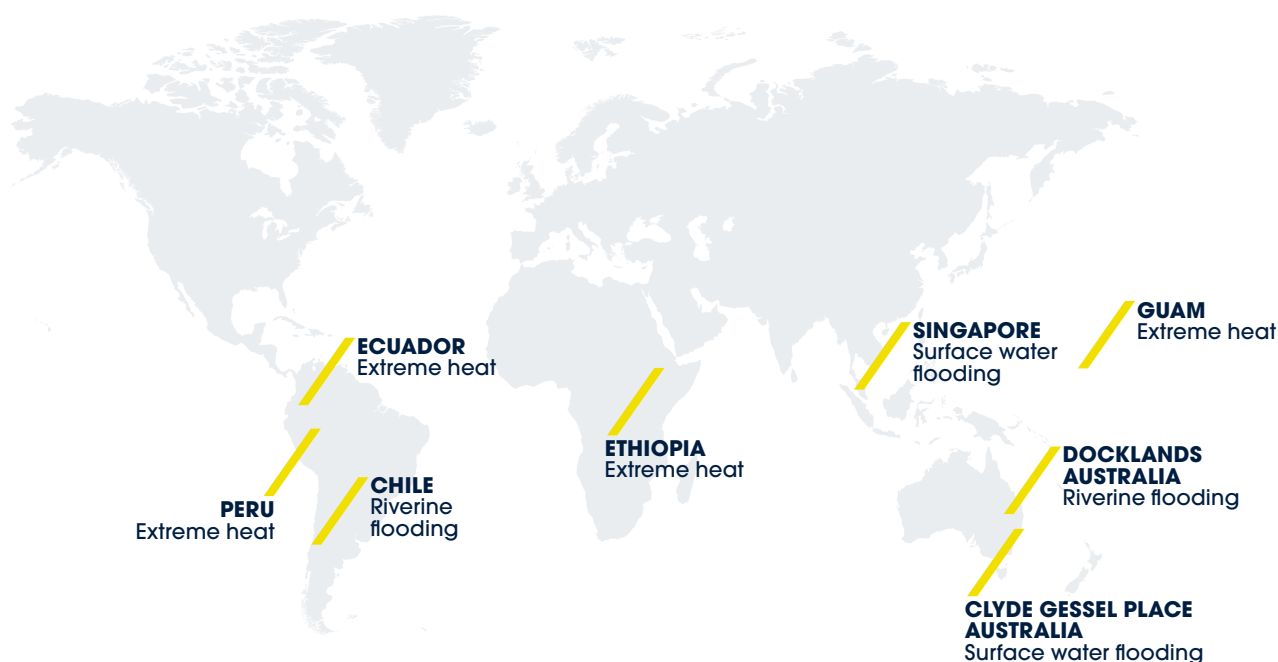 GUAM
Extreme heat
SINGAPORE
Surface water
flooding
ECUADOR
Extreme heat
ETHIOPIA
Extreme heat
DOCKLANDS
AUSTRALIA
Riverine flooding
CHILE
Riverine
flooding
PERU
Extreme heat
CLYDE GESSEL PLACE
AUSTRALIA
Surface water flooding